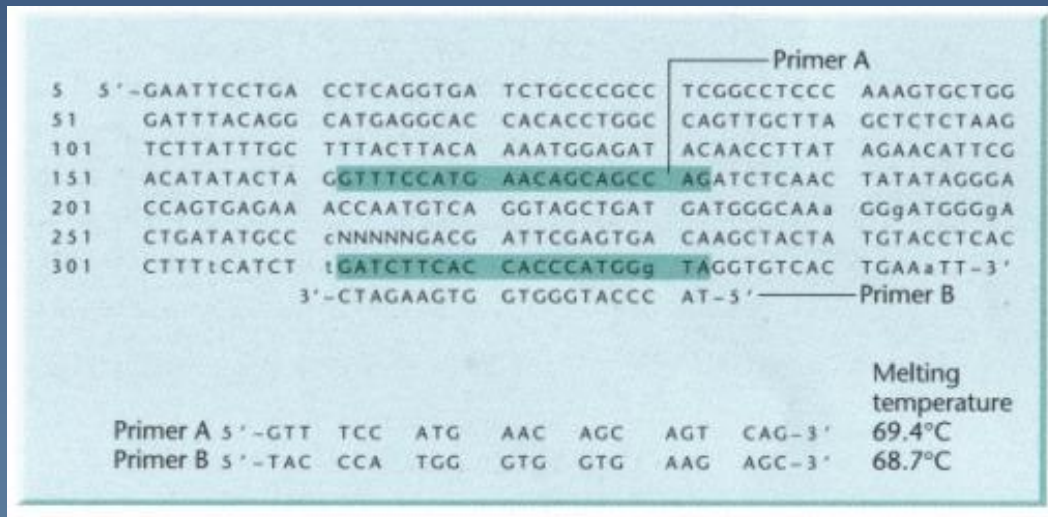 Primer A
5 5'-GAATTCCTGA CCTCAGGTGA TCTGCCCGCC TCGGCCTCCC AAAGTGCTGG
51 GATTTACAGG CATGAGGCAC CACACCTGGC CAGTTGCTTA GCTCTCTAAG
101 TCTTATTTGC TTTACTTACA AAATGGAGAT ACAACCTTAT AGAACATTCG
151 ACATATACTA GGTTTCCATG AACAGCAGCC AGATCTCAAC TATATAGGGA
201 CCAGTGAGAA ACCAATGTCA GGTAGCTGAT GATGGGCAAa GGgATGGGgA
251 CTGATATGCC cNNNNNGACG ATTCGAGTGA CAAGCTACTA TGTACCTCAC
301 CTTTtCATCT tGATCTTCAC CACCCATGGg TAGGTGTCAC TGAAaTT-3'
3'-CTAGAAGTG GTGGGTACCC AT-5' Primer B
Melting
temperature
Primer A 5'-GTT TCC ATG AAC AGC AGT CAG-3' 69.4°C
Primer B 5'-TAC CCA TGG GTG GTG AAG AGC-3' 68.7°C